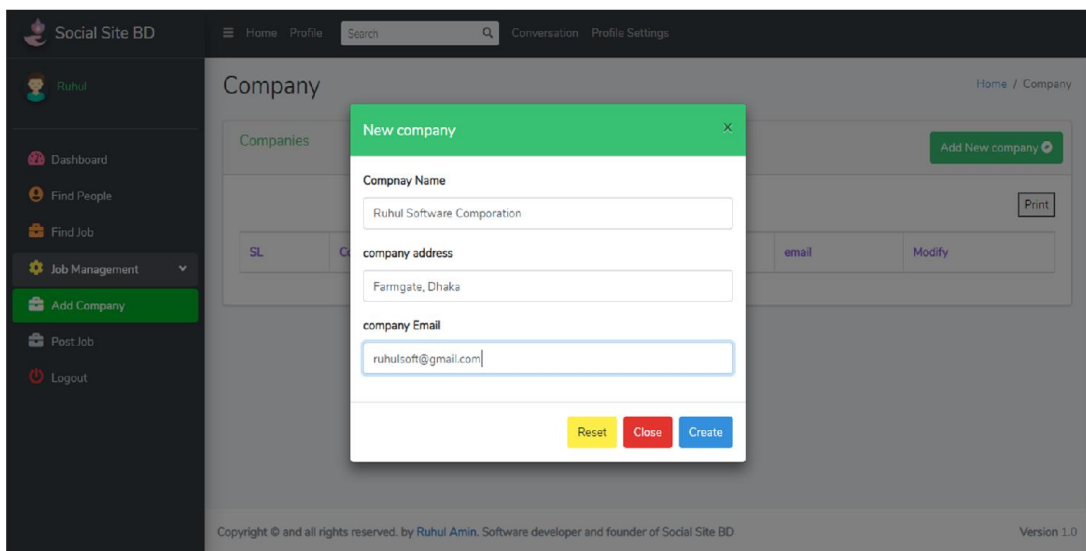 Social Site BD
Home Profile Search Conversation Profile Settings
Ruhul
Company
Home / Company
Companies
Add New company
Print
SL Co email Modify
Dashboard
Find People
Find Job
Job Management
Add Company
Post Job
Logout
New company ×
Compnay Name
Ruhul Software Comporation
company address
Farmgate, Dhaka
company Email
ruhulsoft@gmail.com
Reset Close Create
Copyright © and all rights reserved. by Ruhul Amin. Software developer and founder of Social Site BD
Version 1.0